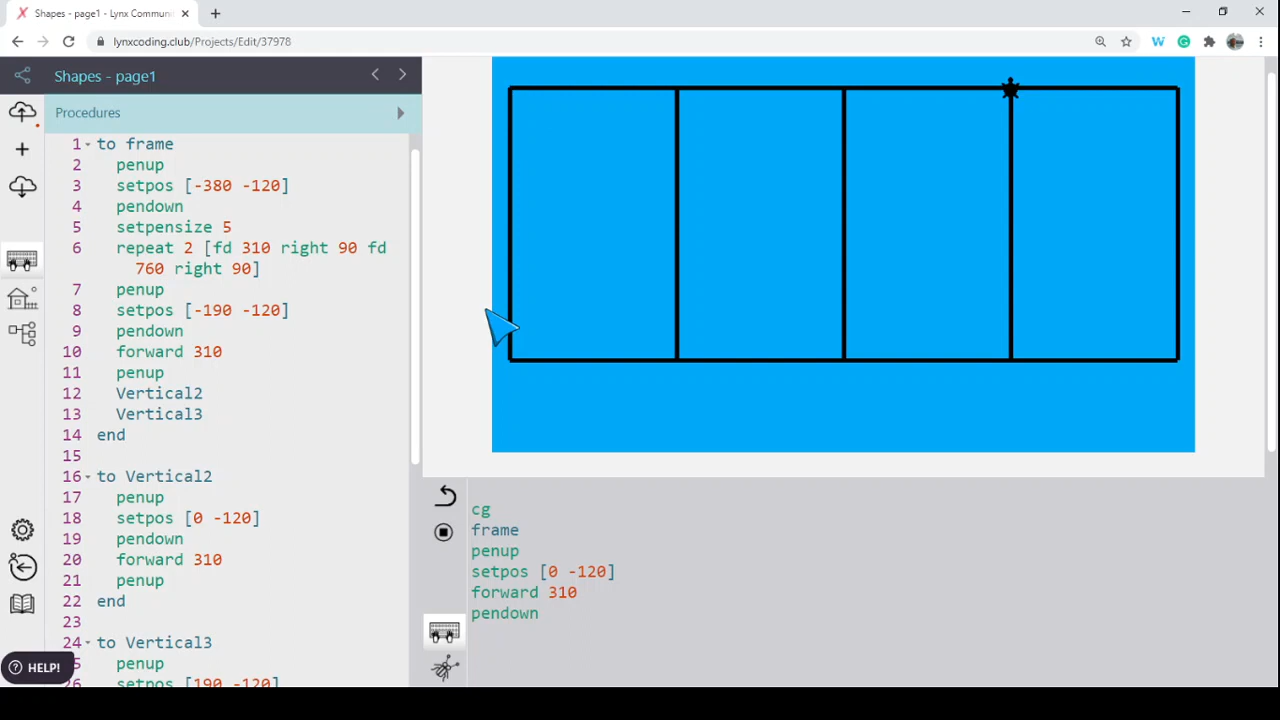 Shapes - page1 - Lynx Commun
lynxcoding.club/Projects/Edit/37978
Shapes - page1
Procedures
1 to frame
2 penup
3 setpos [-380 -120]
4 pendown
5 setpensize 5
6 repeat 2 [fd 310 right 90 fd
760 right 90]
7 penup
8 setpos [-190 -120]
9 pendown
10 forward 310
11 penup
12 Vertical2
13 Vertical3
14 end
15
16 to Vertical2
17 penup
18 setpos [0 -120]
19 pendown
20 forward 310
21 penup
22 end
23
24 to Vertical3
penup
setpos [190 -120]
HELP!
cg
frame
penup
setpos [0 -120]
forward 310
pendown